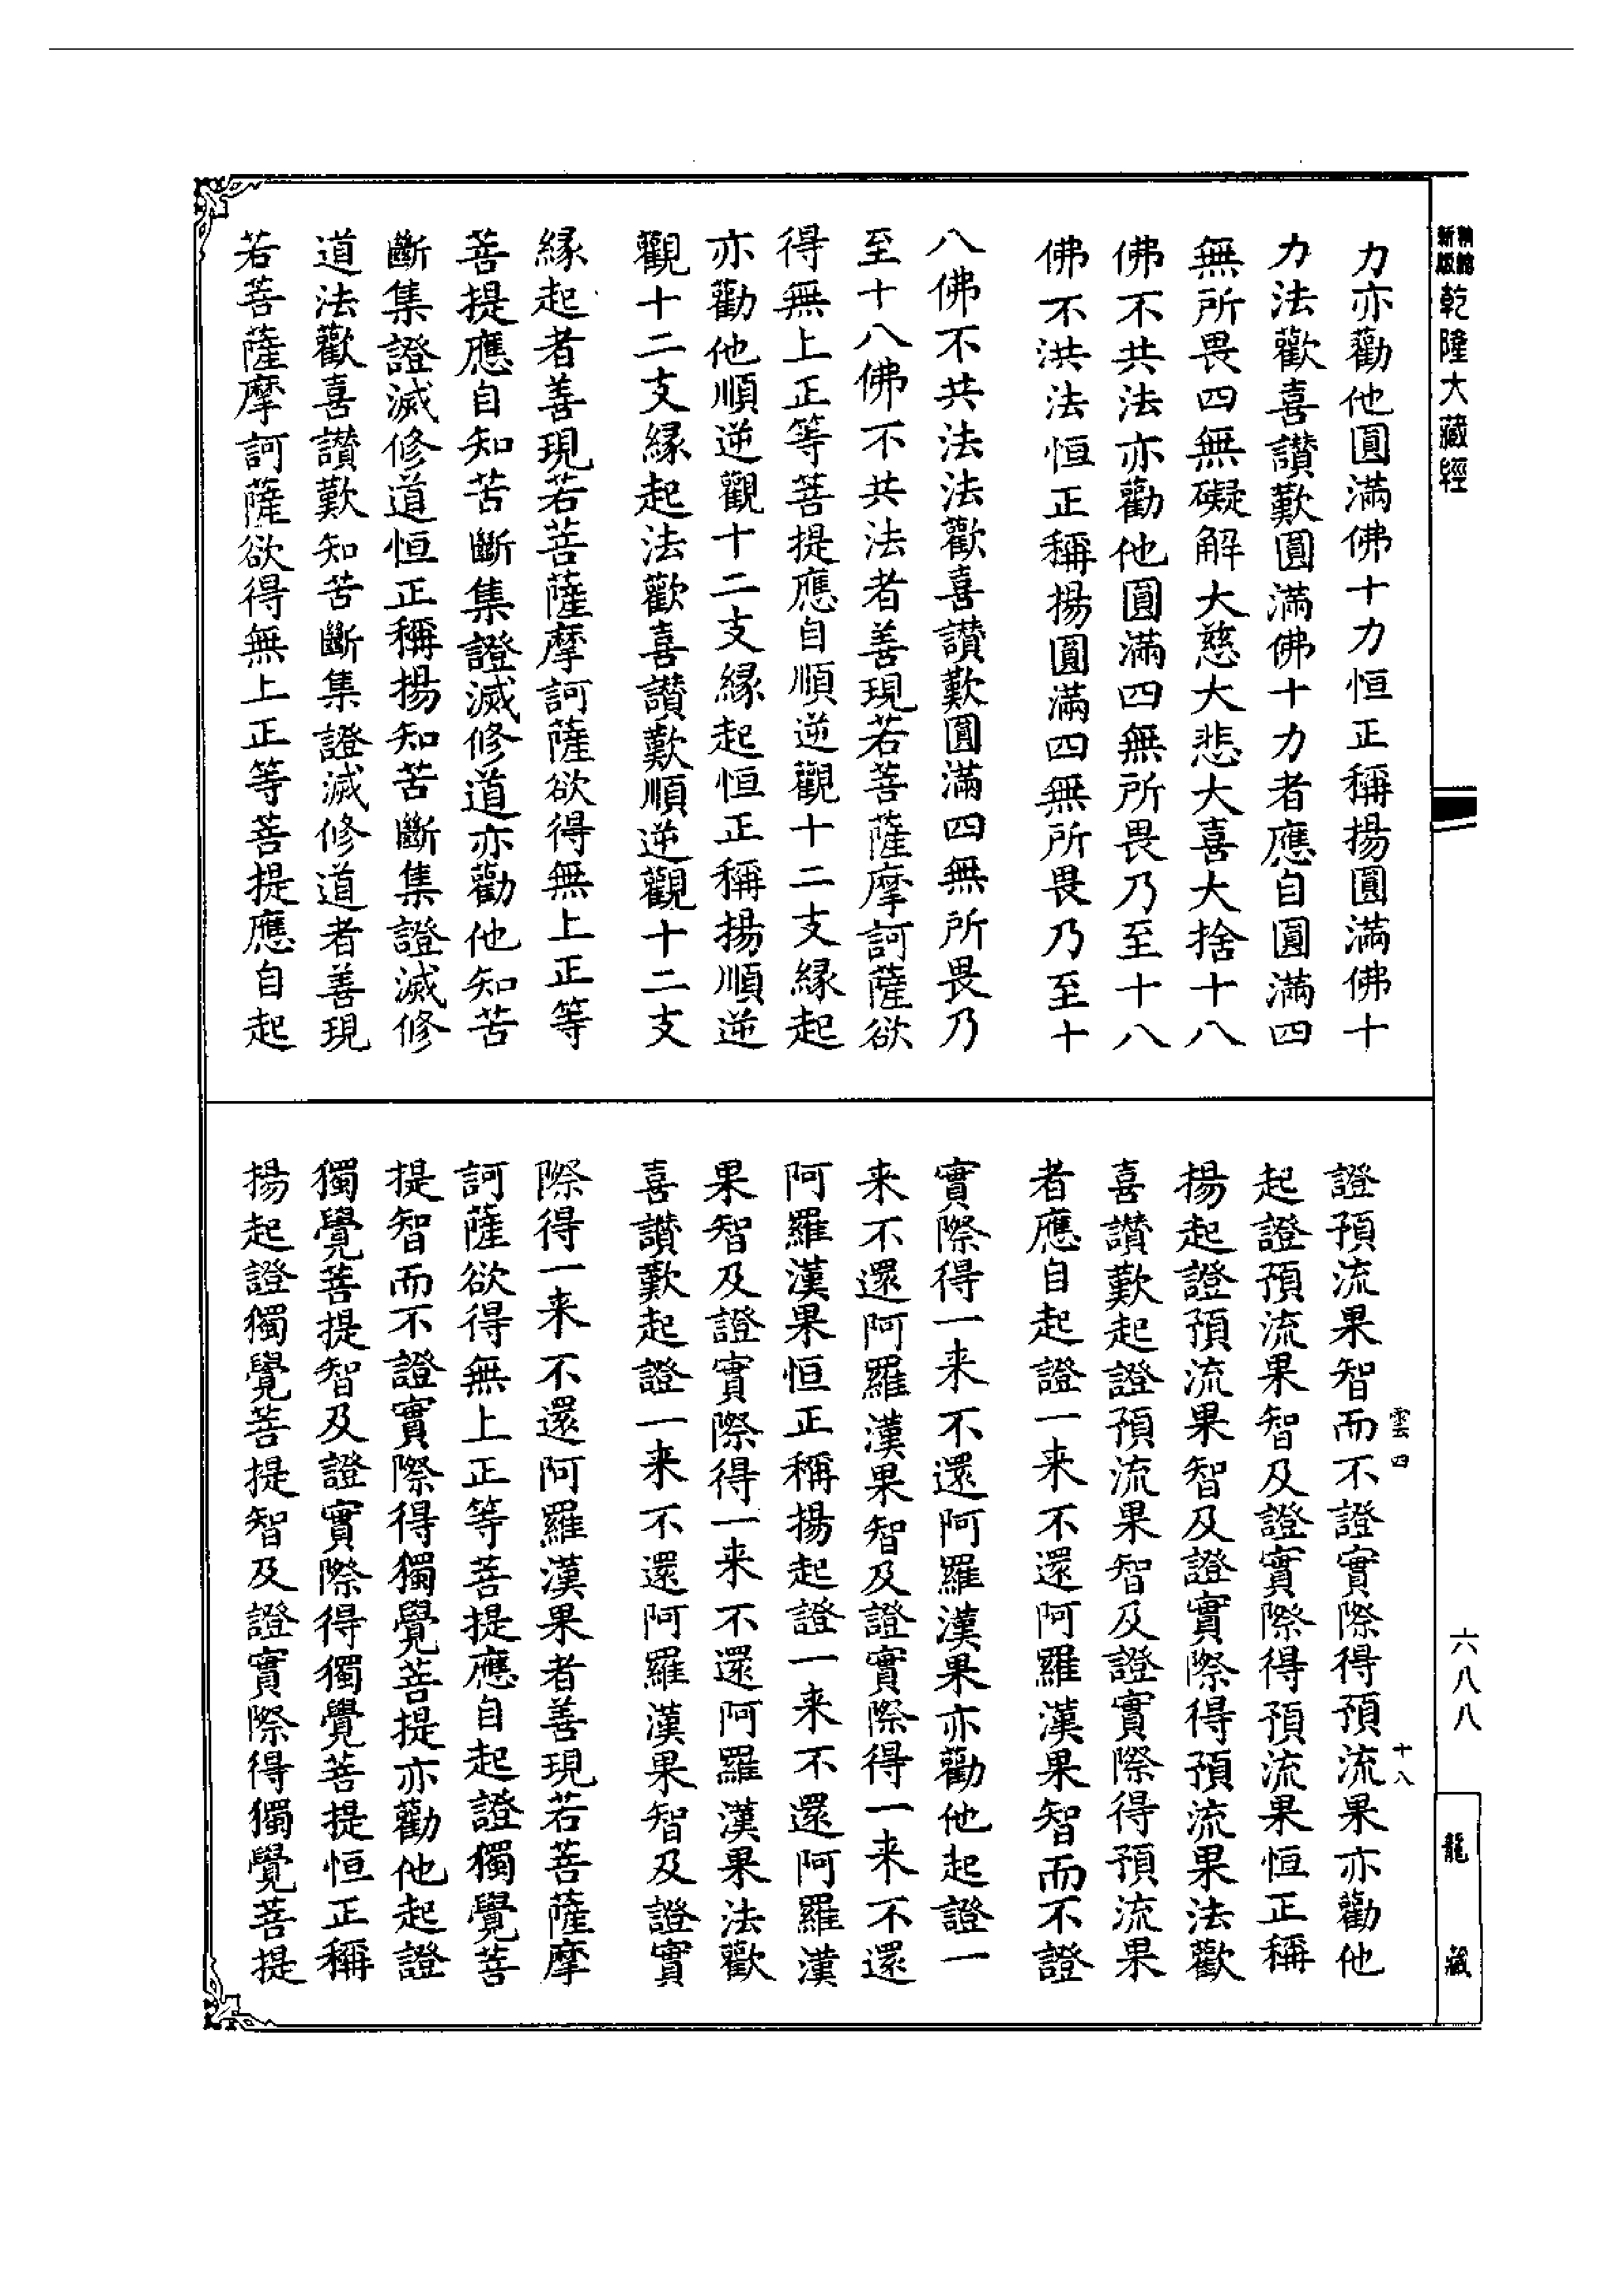 精縮
新版
乾隆大藏經
力亦勸他圓滿佛十力恒正稱揚圓滿佛十
力法歡喜讚歎圓滿佛十力者應自圓滿四
無所畏四無礙解大慈大悲大喜大捨十八
佛不共法亦勸他圓滿四無所畏乃至十八
佛不洪法恒正稱揚圓滿四無所畏乃至十
八佛不共法法歡喜讚歎圓滿四無所畏乃
至十八佛不共法者善現若菩薩摩訶薩欲
得無上正等菩提應自順逆觀十二支緣起
亦勸他順逆觀十二支緣起恒正稱揚順逆
觀十二支緣起法歡喜讚歎順逆觀十二支
緣起者善現若菩薩摩訶薩欲得無上正等
菩提應自知苦斷集證滅修道亦勸他知苦
斷集證滅修道恒正稱揚知苦斷集證滅修
道法歡喜讚歎知苦斷集證滅修道者善現
若菩薩摩訶薩欲得無上正等菩提應自起
雲四
十八
證預流果智而不證實際得預流果亦勸他
起證預流果智及證實際得預流果恒正稱
揚起證預流果智及證實際得預流果法歡
喜讚歎起證預流果智及證實際得預流果
者應自起證一来不還阿羅漢果智而不證
實際得一来不還阿羅漢果亦勸他起證一
来不還阿羅漢果智及證實際得一来不還
阿羅漢果恒正稱揚起證一来不還阿羅漢
果智及證實際得一来不還阿羅漢果法歡
喜讚歎起證一来不還阿羅漢果智及證實
際得一来不還阿羅漢果者善現若菩薩摩
訶薩欲得無上正等菩提應自起證獨覺菩
提智而不證實際得獨覺菩提亦勸他起證
獨覺菩提智及證實際得獨覺菩提恒正稱
揚起證獨覺菩提智及證實際得獨覺菩提
六八八
龍藏